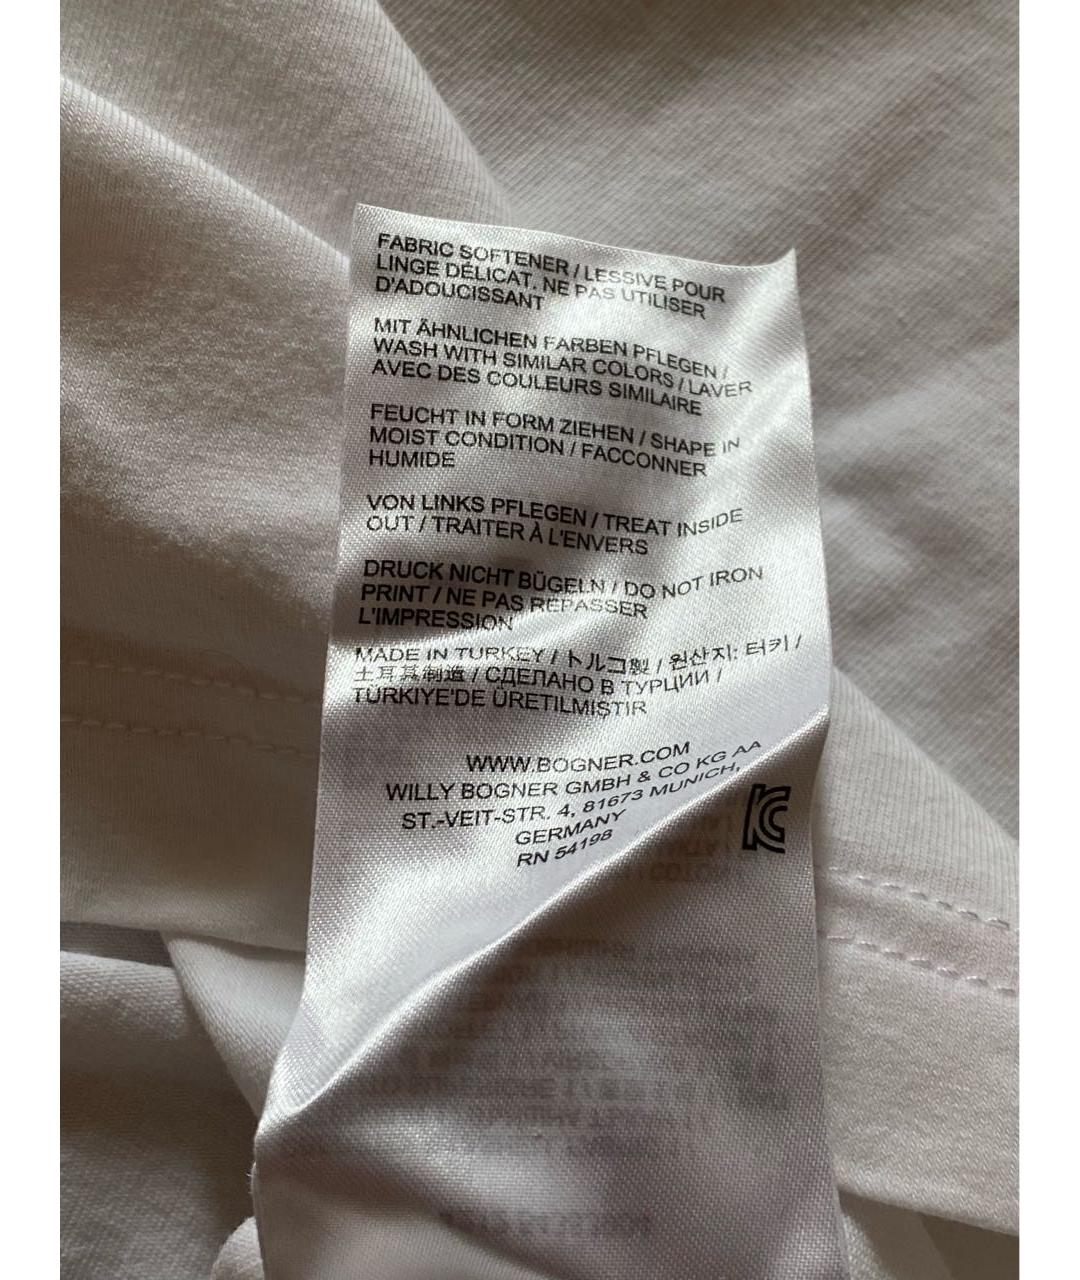 FABRIC SOFTENER / LESSIVE POUR
LINGE DÉLICAT. NE PAS UTILISER
D'ADOUCISSANT
MIT ÄHNLICHEN FARBEN PFLEGEN /
WASH WITH SIMILAR COLORS / LAVER
AVEC DES COULEURS SIMILAIRE
FEUCHT IN FORM ZIEHEN / SHAPE IN
MOIST CONDITION / FACCONNER
HUMIDE
VON LINKS PFLEGEN / TREAT INSIDE
OUT / TRAITER À L'ENVERS
DRUCK NICHT BÜGELN / DO NOT IRON
PRINT / NE PAS REPASSER
L'IMPRESSION
MADE IN TURKEY / トルコ製 / 원산지: 터키 /
土耳其制造 / СДЕЛАНО В ТУРЦИИ /
TÜRKIYE'DE ÜRETILMIŞTIR
WWW.BOGNER.COM
WILLY BOGNER GMBH & CO KG AA
ST.-VEIT-STR. 4, 81673 MUNICH,
GERMANY
RN 54198